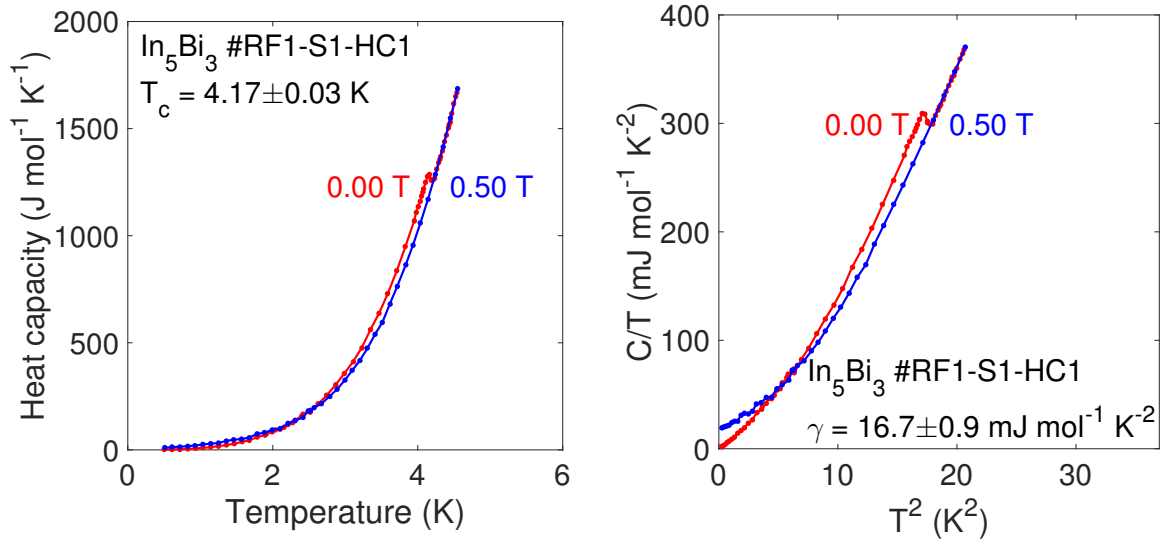 2000
1500
1000
500
0
0
2
4
6
Heat capacity (J mol⁻¹ K⁻¹)
Temperature (K)
In₅Bi₃ #RF1-S1-HC1
T_c = 4.17±0.03 K
0.00 T
0.50 T
400
300
200
100
0
0
10
20
30
C/T (mJ mol⁻¹ K⁻²)
T² (K²)
0.00 T
0.50 T
In₅Bi₃ #RF1-S1-HC1
γ = 16.7±0.9 mJ mol⁻¹ K⁻²